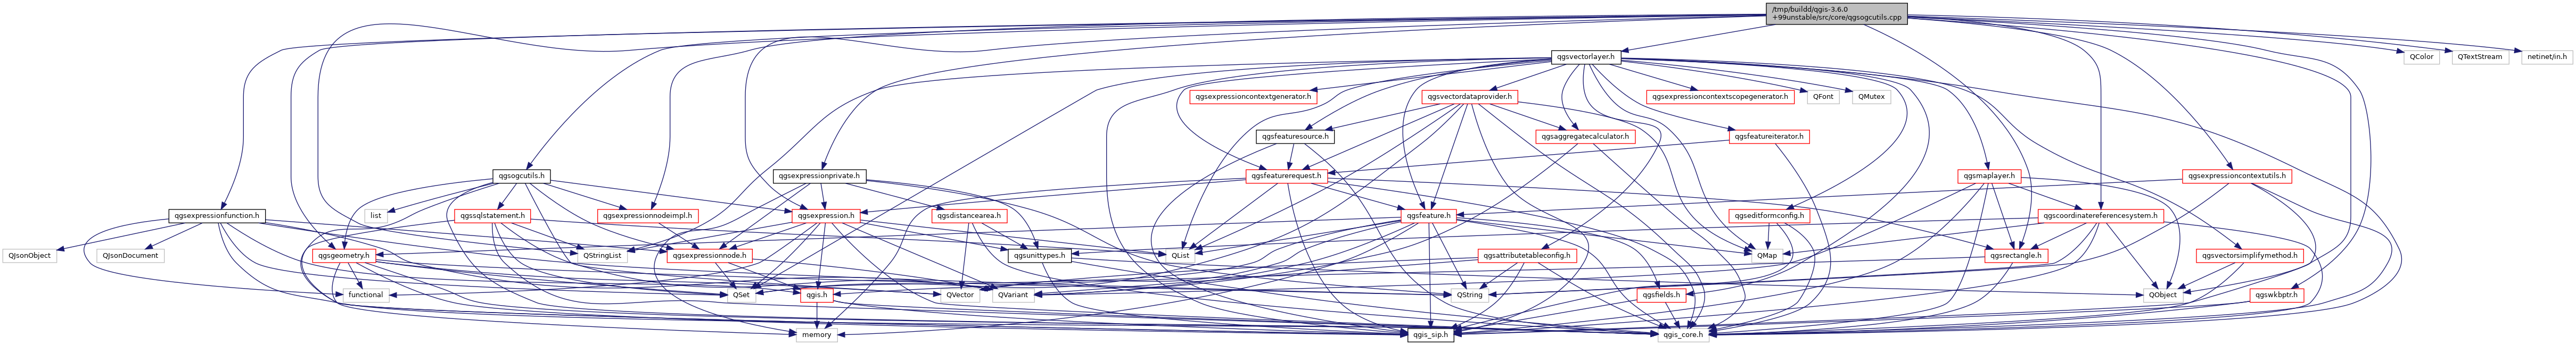 /tmp/buildd/qgis-3.6.0
+99unstable/src/core/qgsogcutils.cpp
qgsvectorlayer.h
QColor
QTextStream
netinet/in.h
qgsexpressioncontextgenerator.h
qgsvectordataprovider.h
qgsexpressioncontextscopegenerator.h
QFont
QMutex
qgsfeaturesource.h
qgsaggregatecalculator.h
qgsfeatureiterator.h
qgsogcutils.h
qgsexpressionprivate.h
qgsfeaturerequest.h
qgsmaplayer.h
qgsexpressioncontextutils.h
qgsexpressionfunction.h
list
qgssqlstatement.h
qgsexpressionnodeimpl.h
qgsexpression.h
qgsdistancearea.h
qgsfeature.h
qgseditformconfig.h
qgscoordinatereferencesystem.h
QJsonObject
QJsonDocument
qgsgeometry.h
QStringList
qgsexpressionnode.h
qgsunittypes.h
QList
qgsattributetableconfig.h
QMap
qgsrectangle.h
qgsvectorsimplifymethod.h
functional
QSet
qgis.h
QVector
QVariant
QString
qgsfields.h
QObject
qgswkbptr.h
memory
qgis_sip.h
qgis_core.h